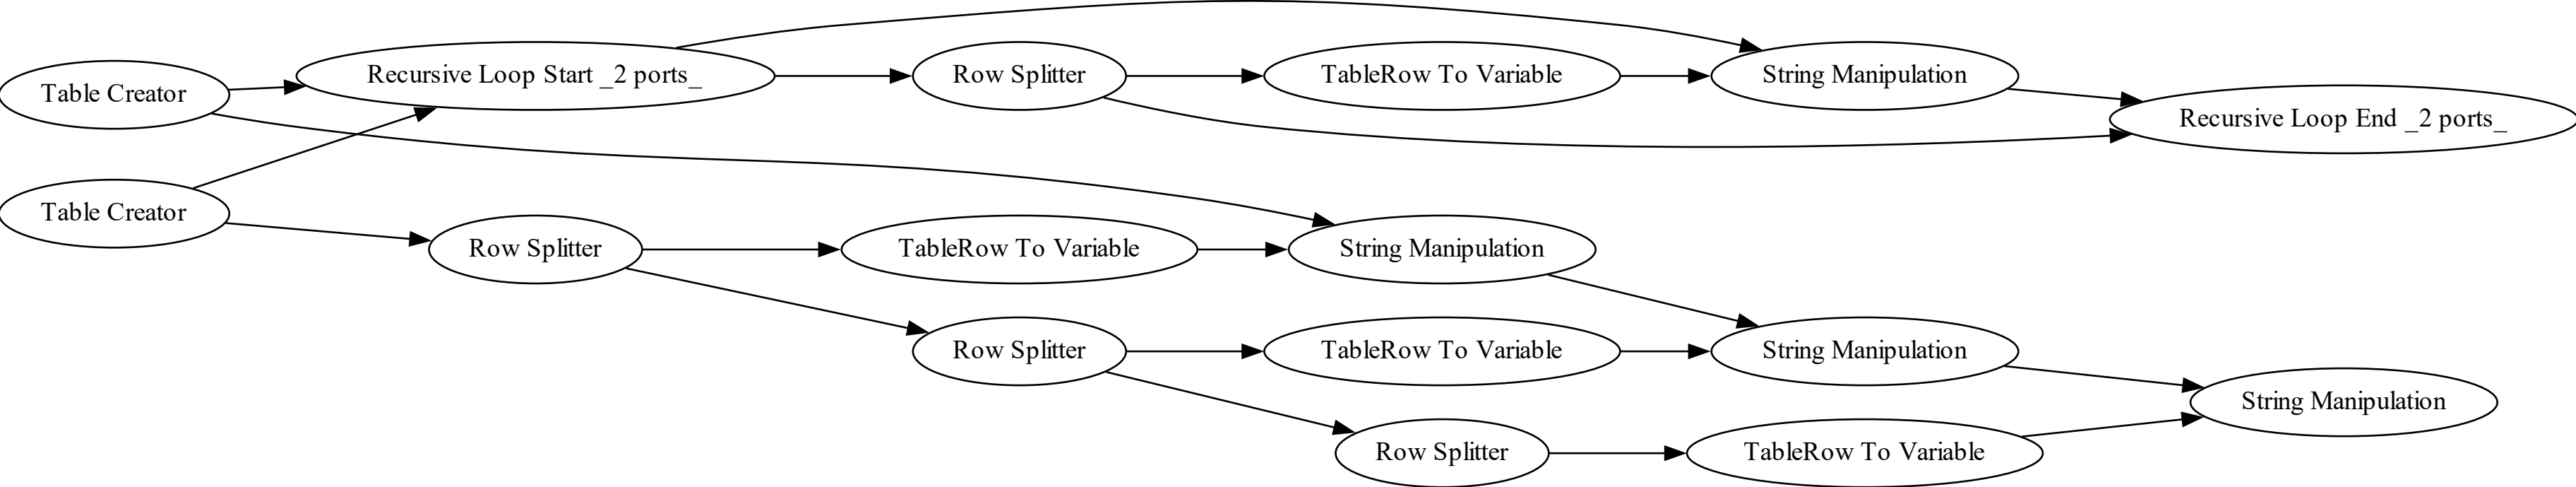 Table Creator
Recursive Loop Start _2 ports_
Row Splitter
TableRow To Variable
String Manipulation
Recursive Loop End _2 ports_
Table Creator
Row Splitter
TableRow To Variable
String Manipulation
Row Splitter
TableRow To Variable
String Manipulation
String Manipulation
Row Splitter
TableRow To Variable